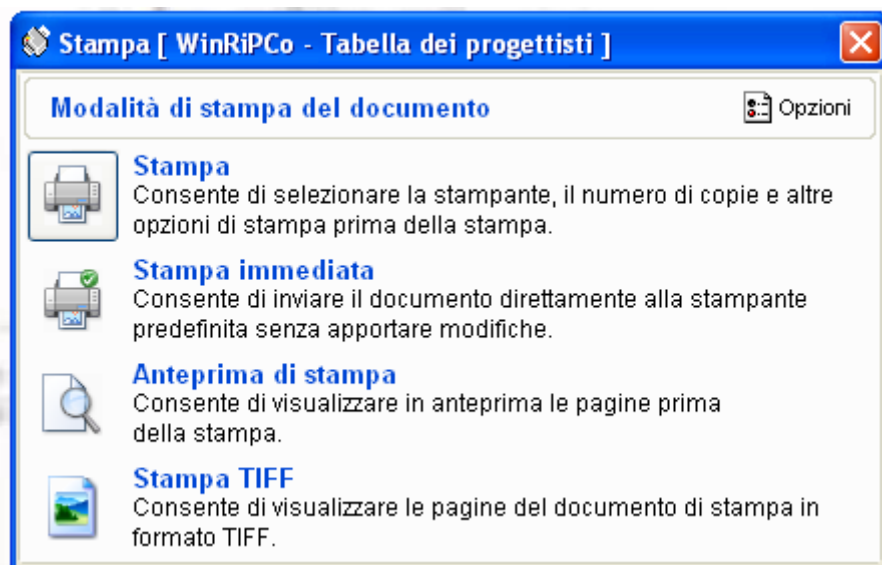 Stampa [ WinRiPCo - Tabella dei progettisti ]
Modalità di stampa del documento
Opzioni
Stampa
Consente di selezionare la stampante, il numero di copie e altre
opzioni di stampa prima della stampa.
Stampa immediata
Consente di inviare il documento direttamente alla stampante
predefinita senza apportare modifiche.
Anteprima di stampa
Consente di visualizzare in anteprima le pagine prima
della stampa.
Stampa TIFF
Consente di visualizzare le pagine del documento di stampa in
formato TIFF.